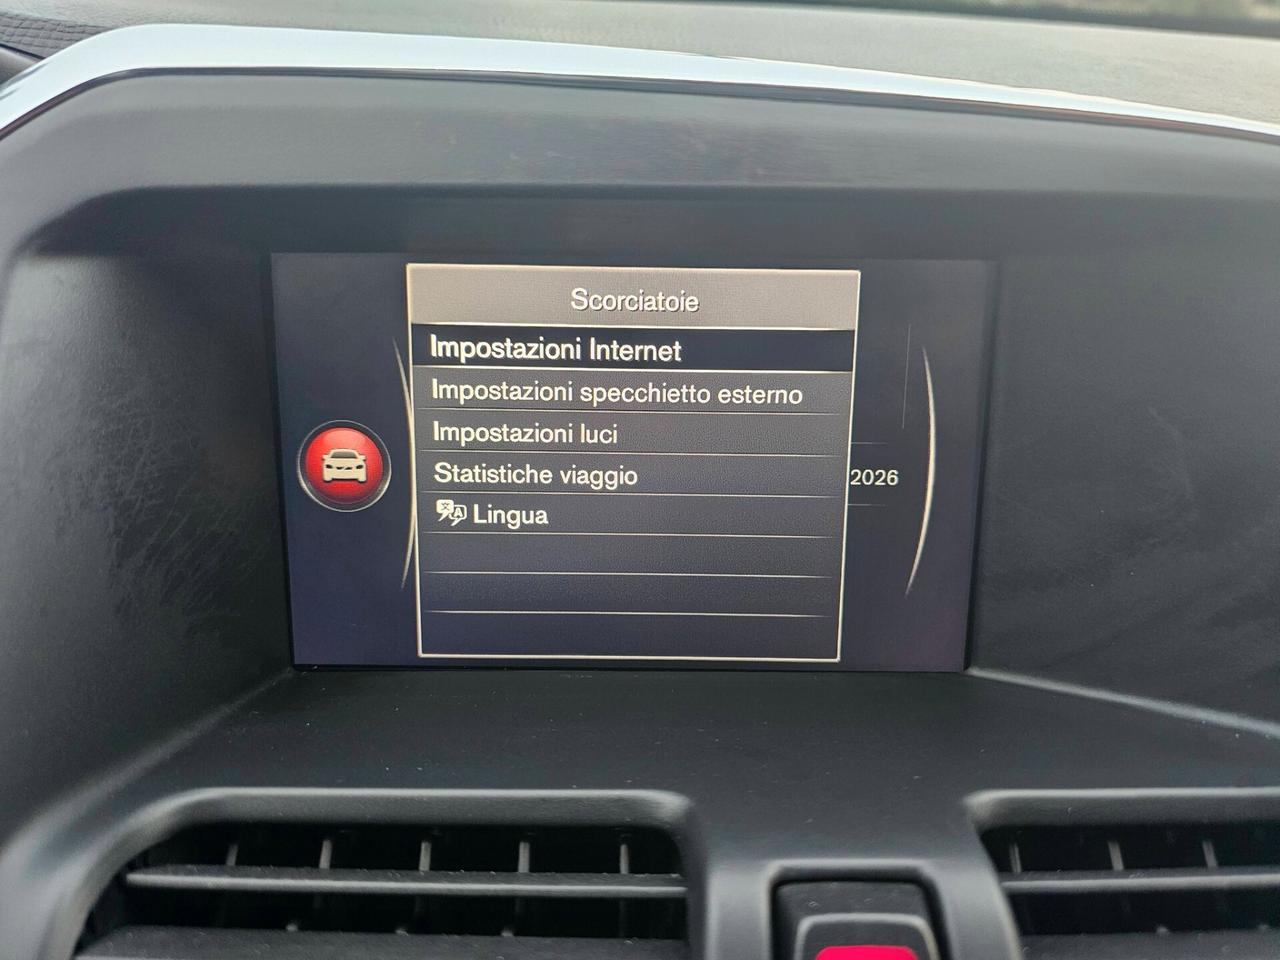 Scorciatoie
Impostazioni Internet
Impostazioni specchietto esterno
Impostazioni luci
Statistiche viaggio
2026
Lingua